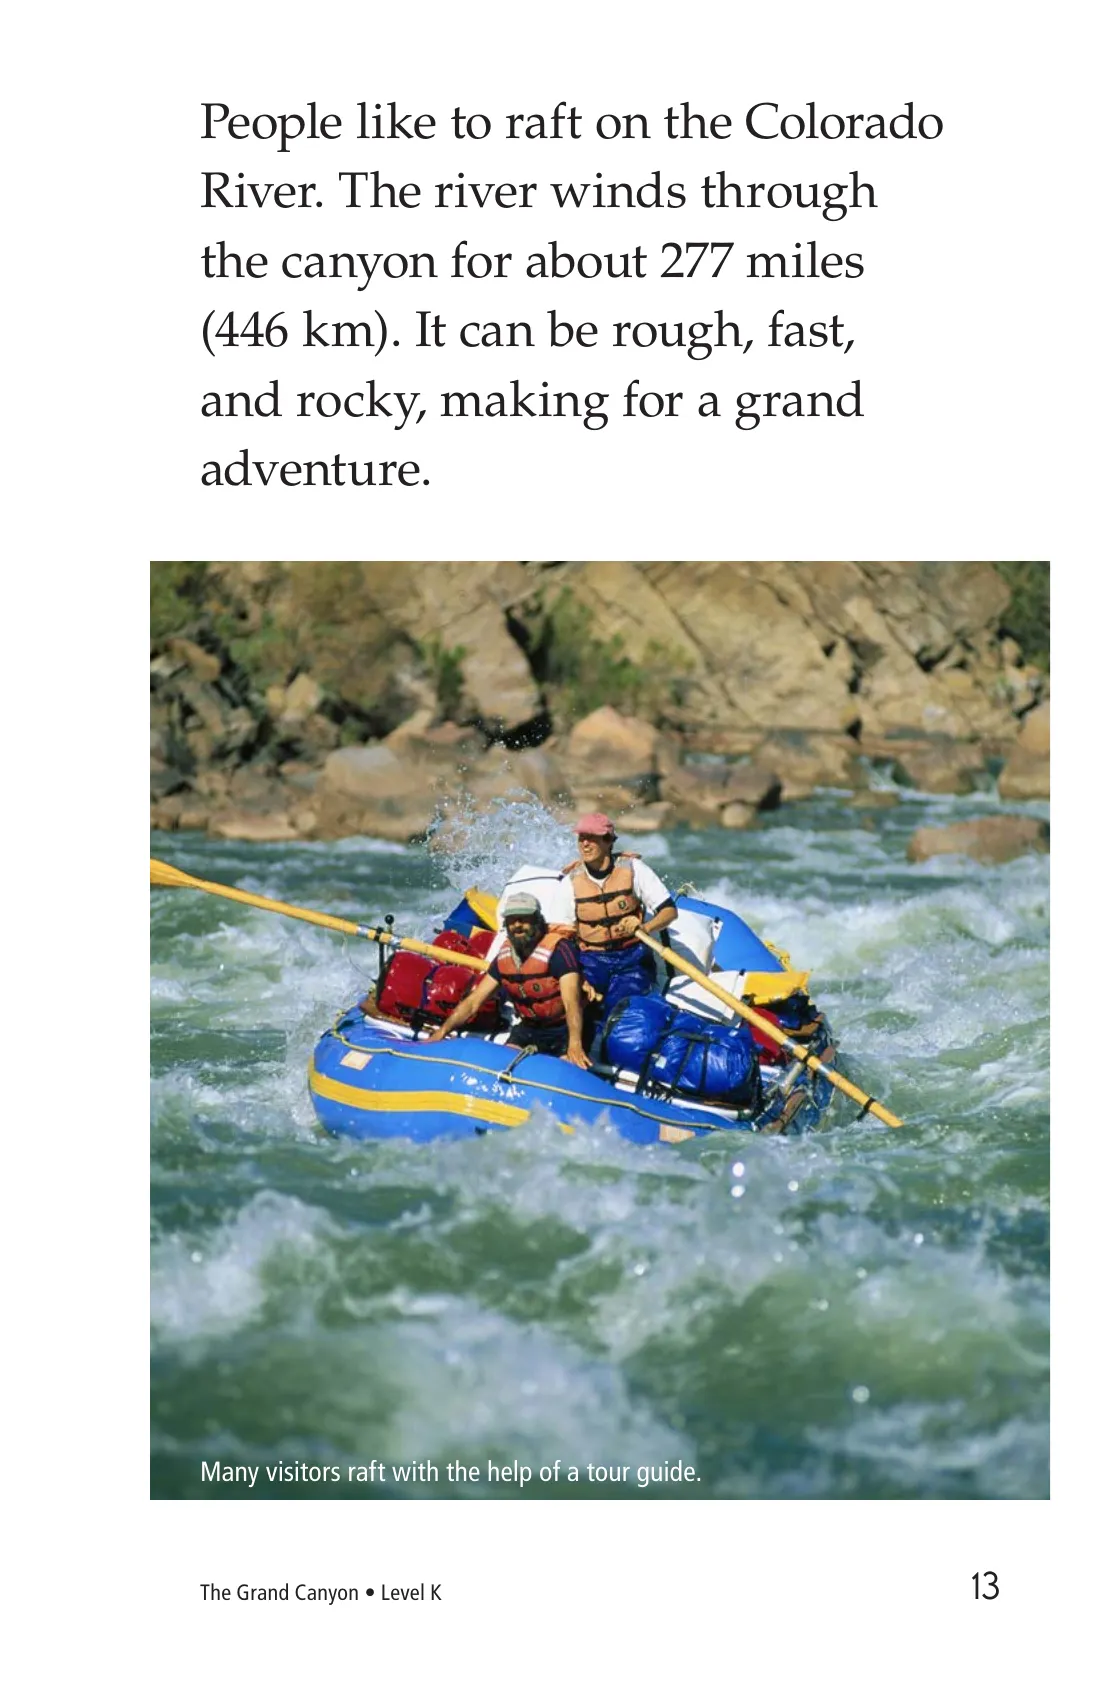 People like to raft on the Colorado
River. The river winds through
the canyon for about 277 miles
(446 km). It can be rough, fast,
and rocky, making for a grand
adventure.
Many visitors raft with the help of a tour guide.
The Grand Canyon • Level K
13